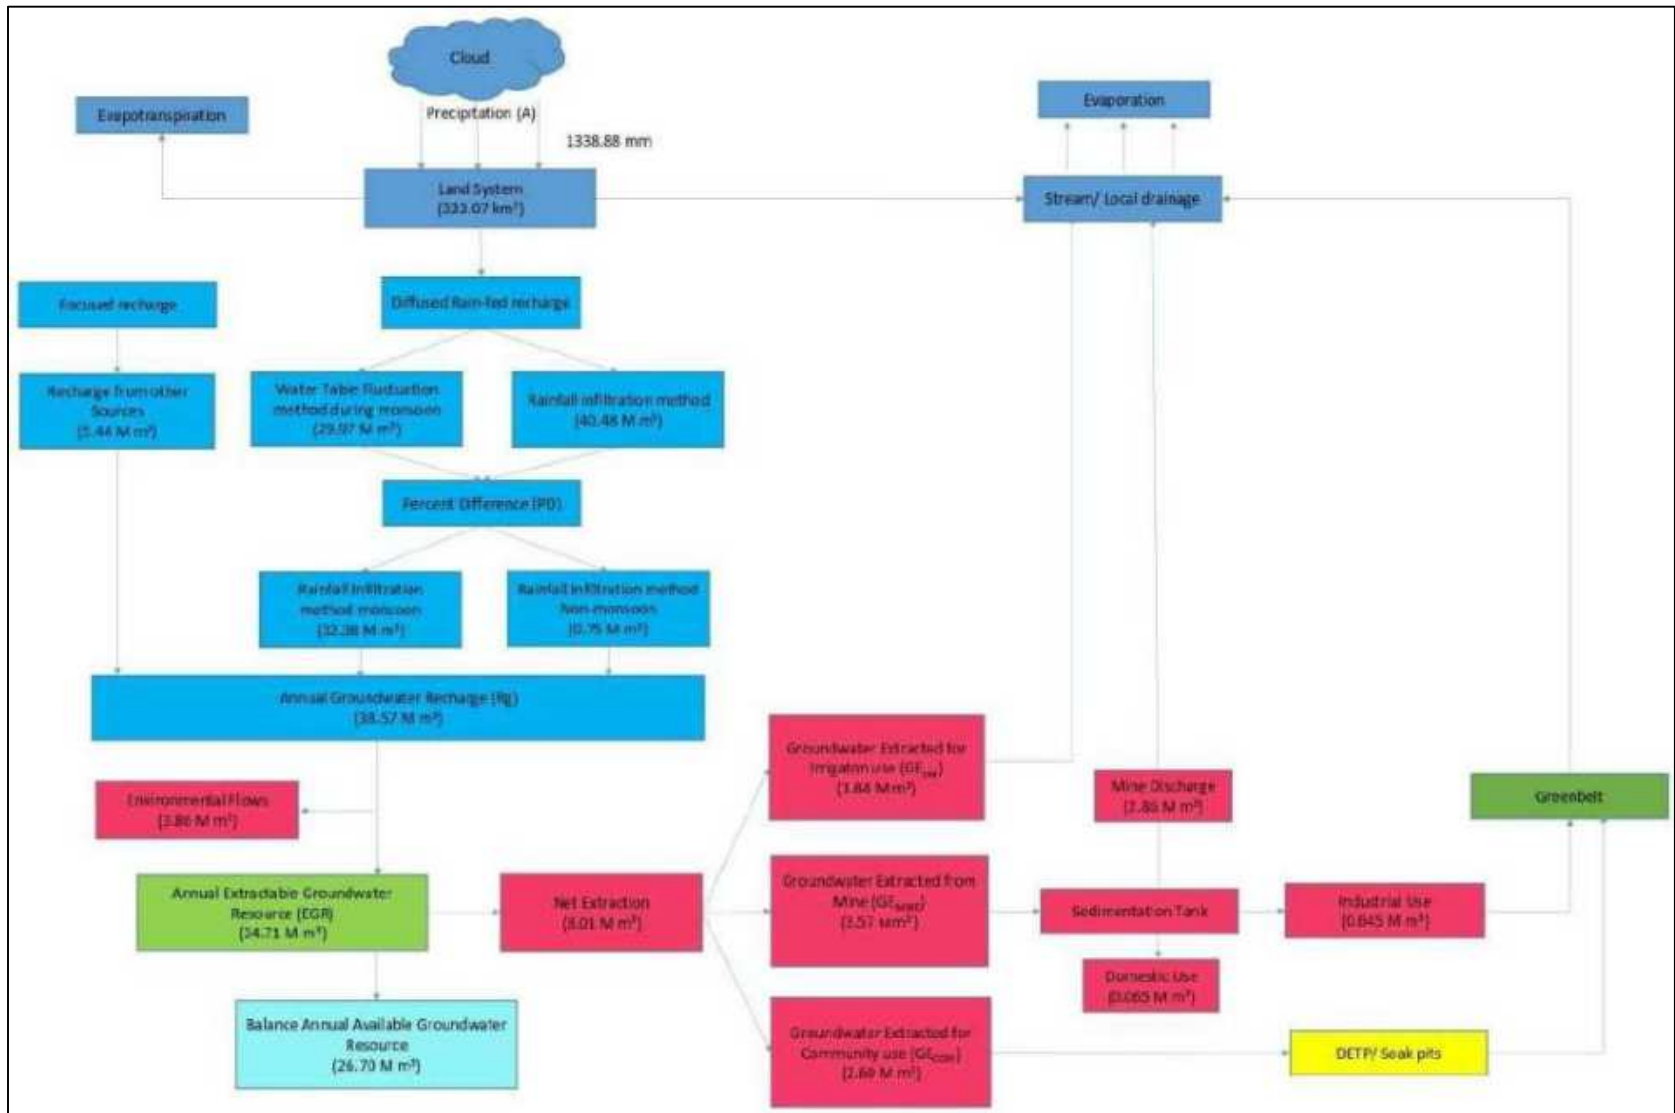 Cloud
Precipitation (A)
1338.88 mm
Evapotranspiration
Evaporation
Land System
(333.07 km²)
Stream/ Local drainage
Focused recharge
Diffused Rain-fed recharge
Recharge from other
Sources
(5.44 M m³)
Water Table Fluctuation
method during monsoon
(29.97 M m³)
Rainfall infiltration method
(40.48 M m³)
Percent Difference (PD)
Rainfall Infiltration
method monsoon
(32.38 M m³)
Rainfall Infiltration method
Non-monsoon
(0.75 M m³)
Annual Groundwater Recharge (Rg)
(38.57 M m³)
Environmental Flows
(3.86 M m³)
Annual Extractable Groundwater
Resource (EGR)
(34.71 M m³)
Net Extraction
(8.01 M m³)
Balance Annual Available Groundwater
Resource
(26.70 M m³)
Groundwater Extracted for
Irrigaton use
M m³)
Groundwater Extracted from
Mine
(3.57 M m³)
Groundwater Extracted for
Community use
M m³)
Mine Discharge
(2.86 M m³)
Sedimentation Tank
Domestic Use
(0.065 M m³)
Industrial Use
(0.645 M m³)
Greenbelt
DETP/ Soak pits